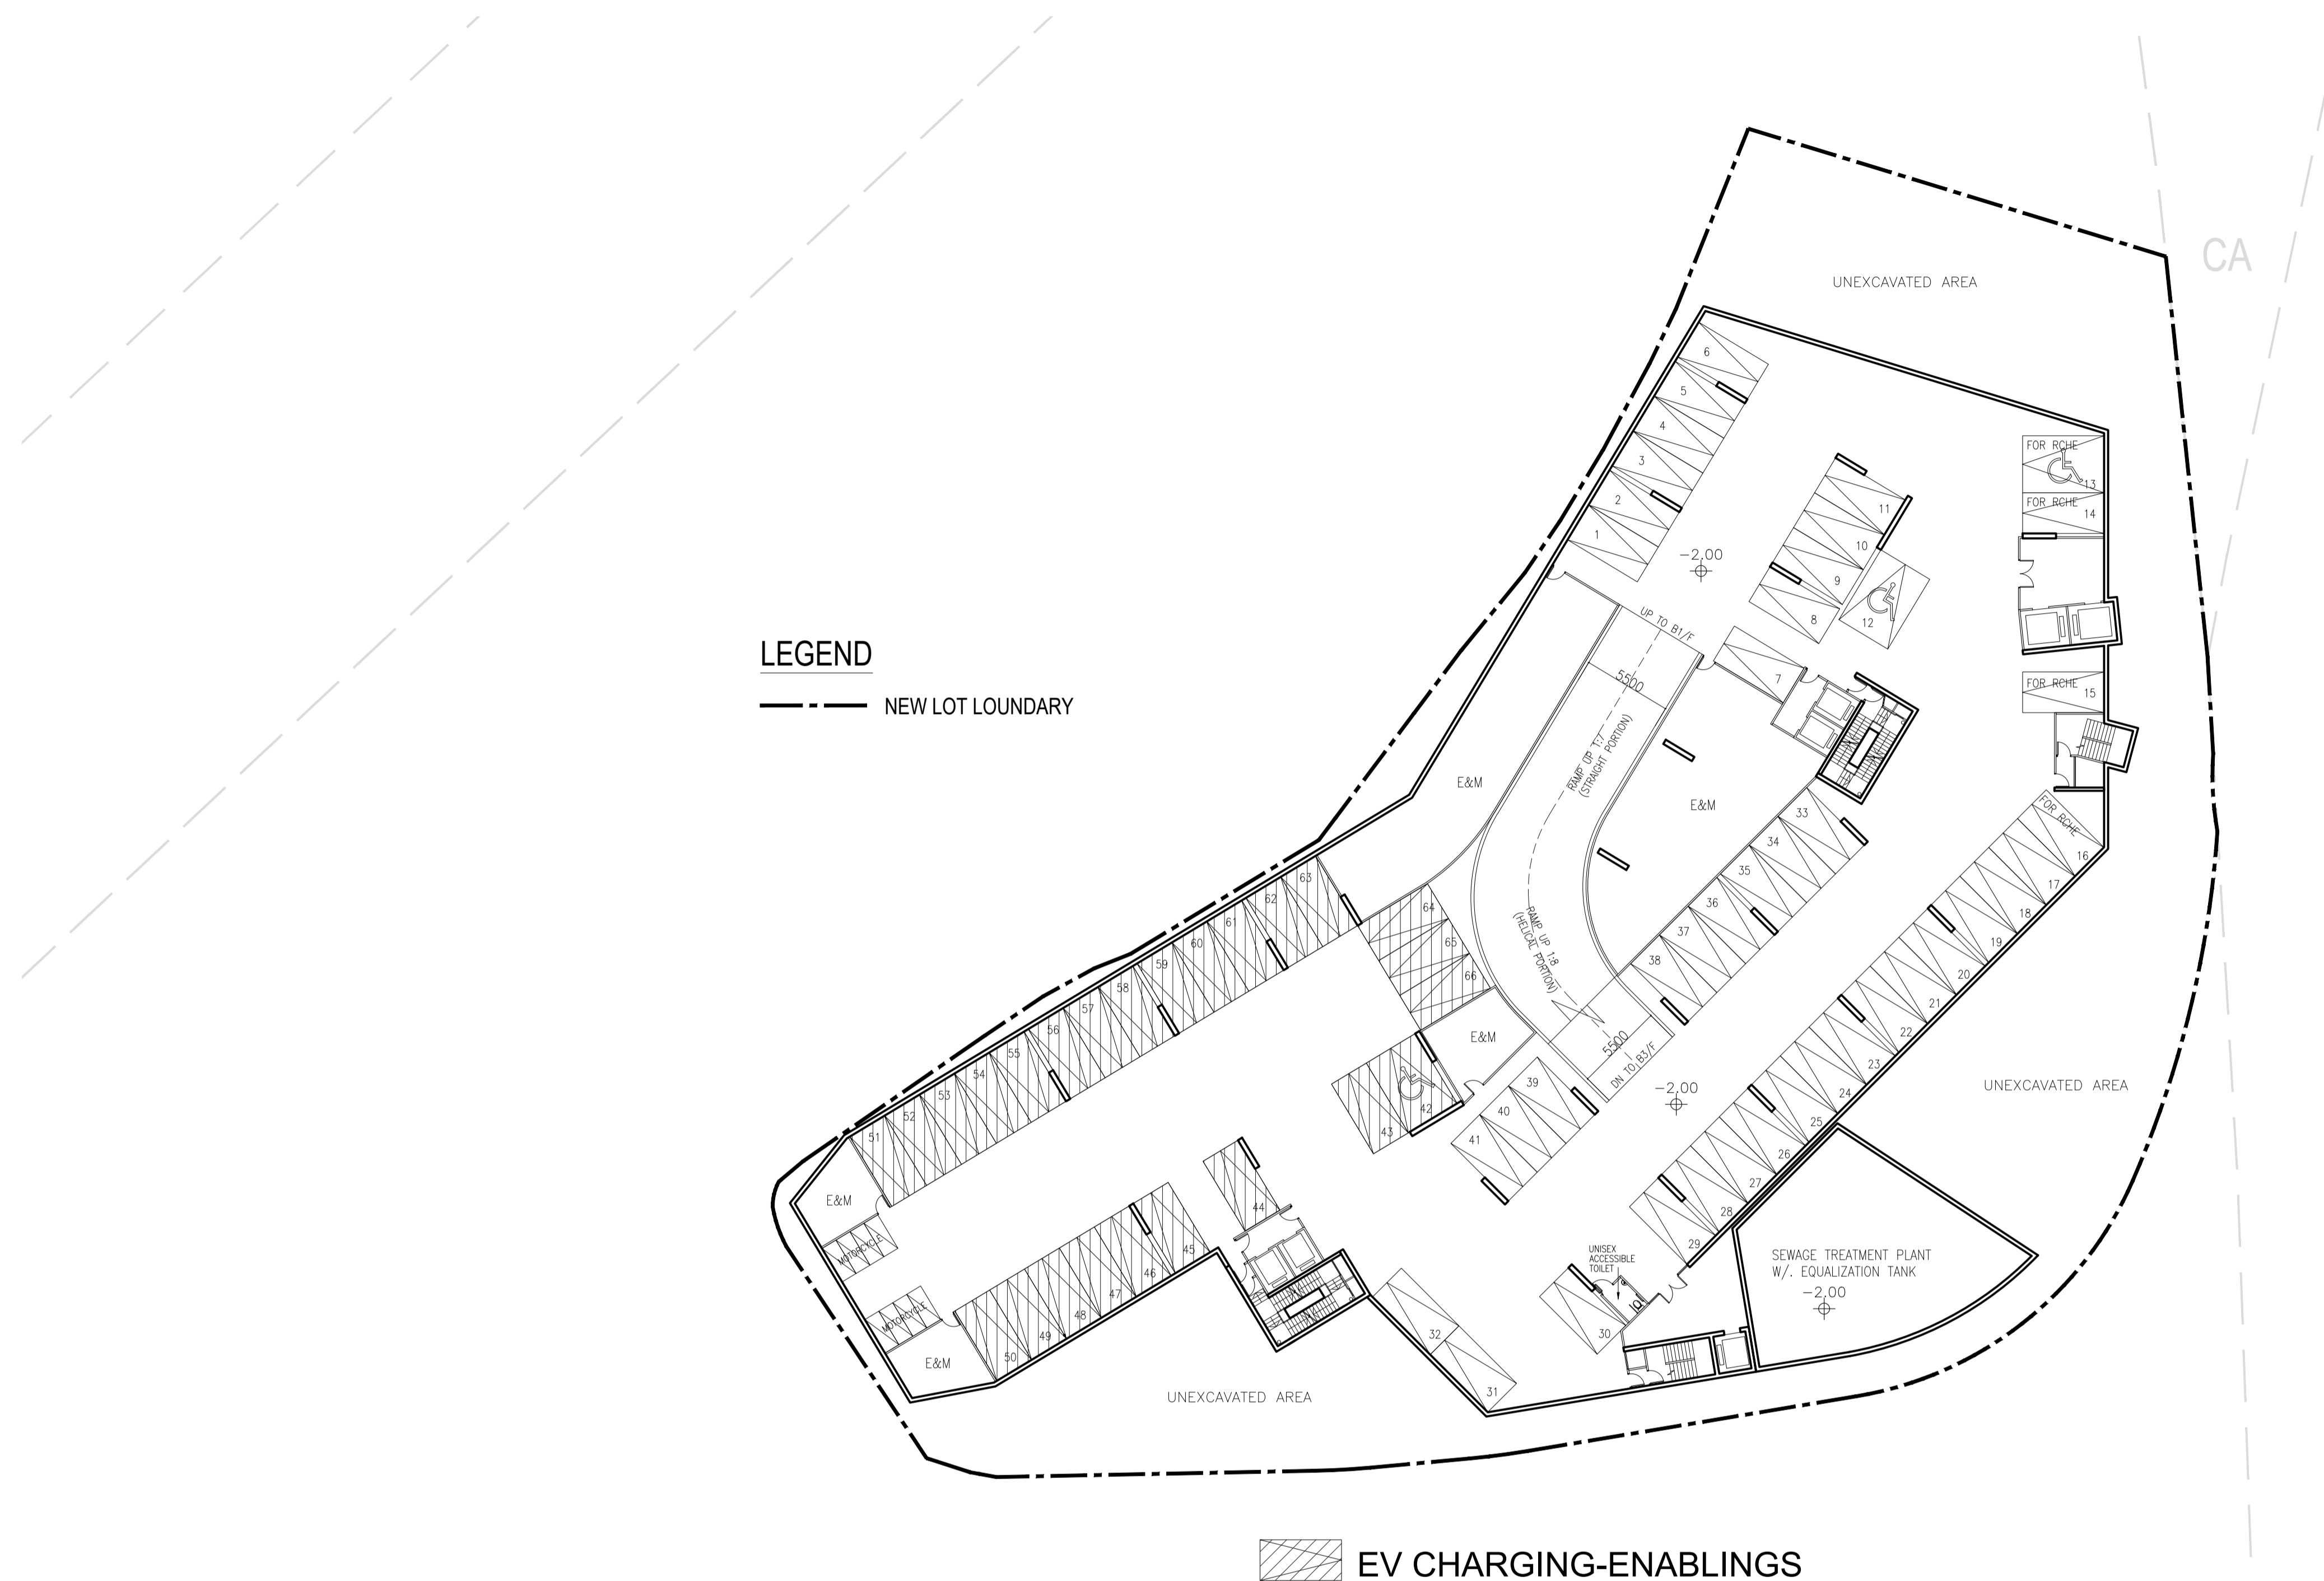 CA
UNEXCAVATED AREA
6
5
4
3
2
1
FOR RCHE
13
FOR RCHE
14
11
10
9
8
12
-2.00
UP TO B1/F
5500
7
FOR RCHE
15
LEGEND
NEW LOT LOUNDARY
RAMP UP 1:7
(STRAIGHT PORTION)
E&M
E&M
FOR RCHE
16
17
18
19
20
21
22
23
24
25
26
27
28
29
33
34
35
36
37
38
RAMP UP 1:8
(HELICAL PORTION)
5500
DN TO B3/F
-2.00
63
62
61
60
59
58
57
56
55
54
53
52
51
64
65
66
E&M
39
40
41
42
43
44
45
46
47
48
49
50
E&M
MOTORCYCLE
MOTORCYCLE
E&M
UNEXCAVATED AREA
UNISEX
ACCESSIBLE
TOILET
30
32
31
SEWAGE TREATMENT PLANT
W/. EQUALIZATION TANK
-2.00
UNEXCAVATED AREA
EV CHARGING-ENABLINGS